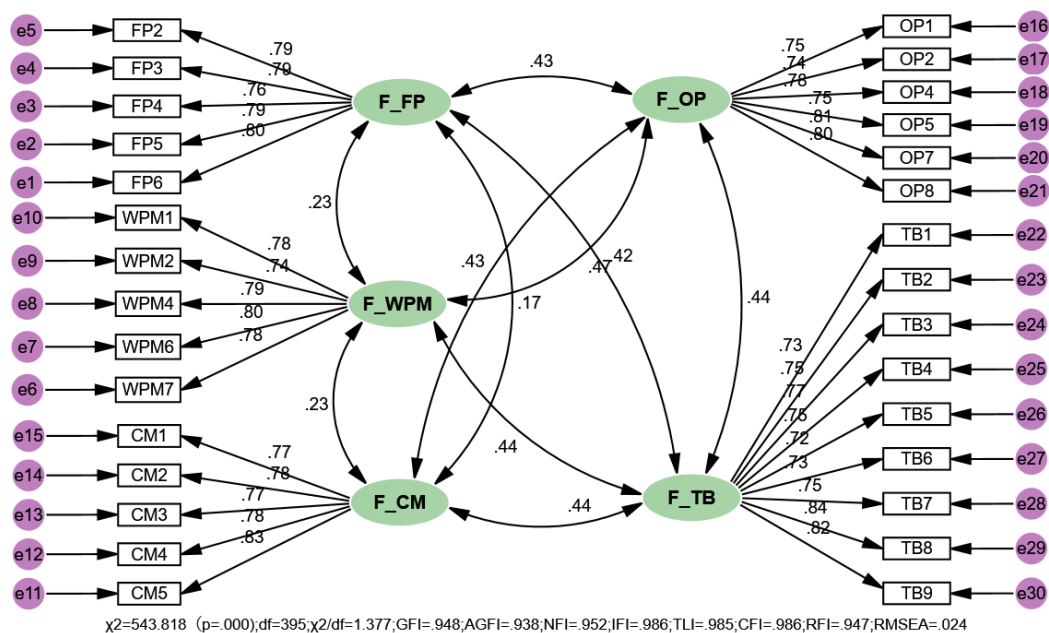 e5 FP2 .79
e4 FP3 .79
e3 FP4 .76
e2 FP5 .79
e1 FP6 .80
F_FP
e10 WPM1 .78
e9 WPM2 .74
e8 WPM4 .79
e7 WPM6 .80
e6 WPM7 .78
F_WPM
e15 CM1 .77
e14 CM2 .78
e13 CM3 .77
e12 CM4 .78
e11 CM5 .83
F_CM
.43
.23
.43
.47
.42
.17
.44
.23
.44
.44
F_OP
.75 OP1 e16
.74 OP2 e17
.78 OP4 e18
.75 OP5 e19
.81 OP7 e20
.80 OP8 e21
F_TB
.73 TB1 e22
.75 TB2 e23
.77 TB3 e24
.75 TB4 e25
.72 TB5 e26
.73 TB6 e27
.75 TB7 e28
.84 TB8 e29
.82 TB9 e30
χ2=543.818（p=.000);df=395;χ2/df=1.377;GFI=.948;AGFI=.938;NFI=.952;IFI=.986;TLI=.985;CFI=.986;RFI=.947;RMSEA=.024